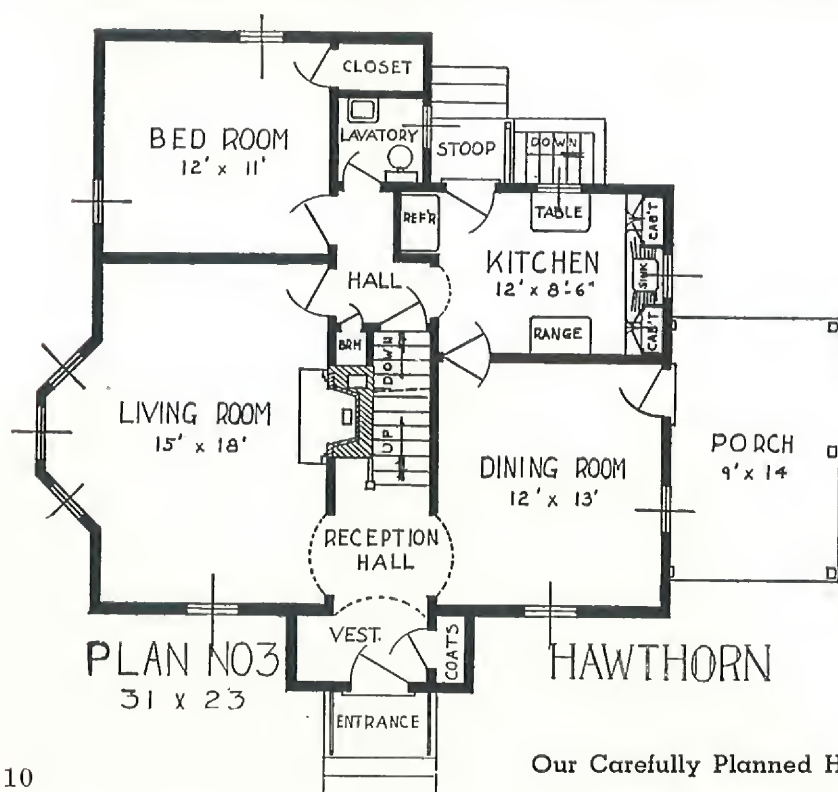 CLOSET
BED ROOM
12' x 11'
LAVATORY
STOOP
DOWN
REF'R
TABLE
CAB'T
KITCHEN
12' x 8'-6"
SINK
HALL
BRM
RANGE
CAB'T
DOWN
UP
LIVING ROOM
15' x 18'
DINING ROOM
12' x 13'
PORCH
9' x 14
RECEPTION
HALL
VEST.
COATS
PLAN NO3
31 x 23
HAWTHORN
ENTRANCE
10
Our Carefully Planned H